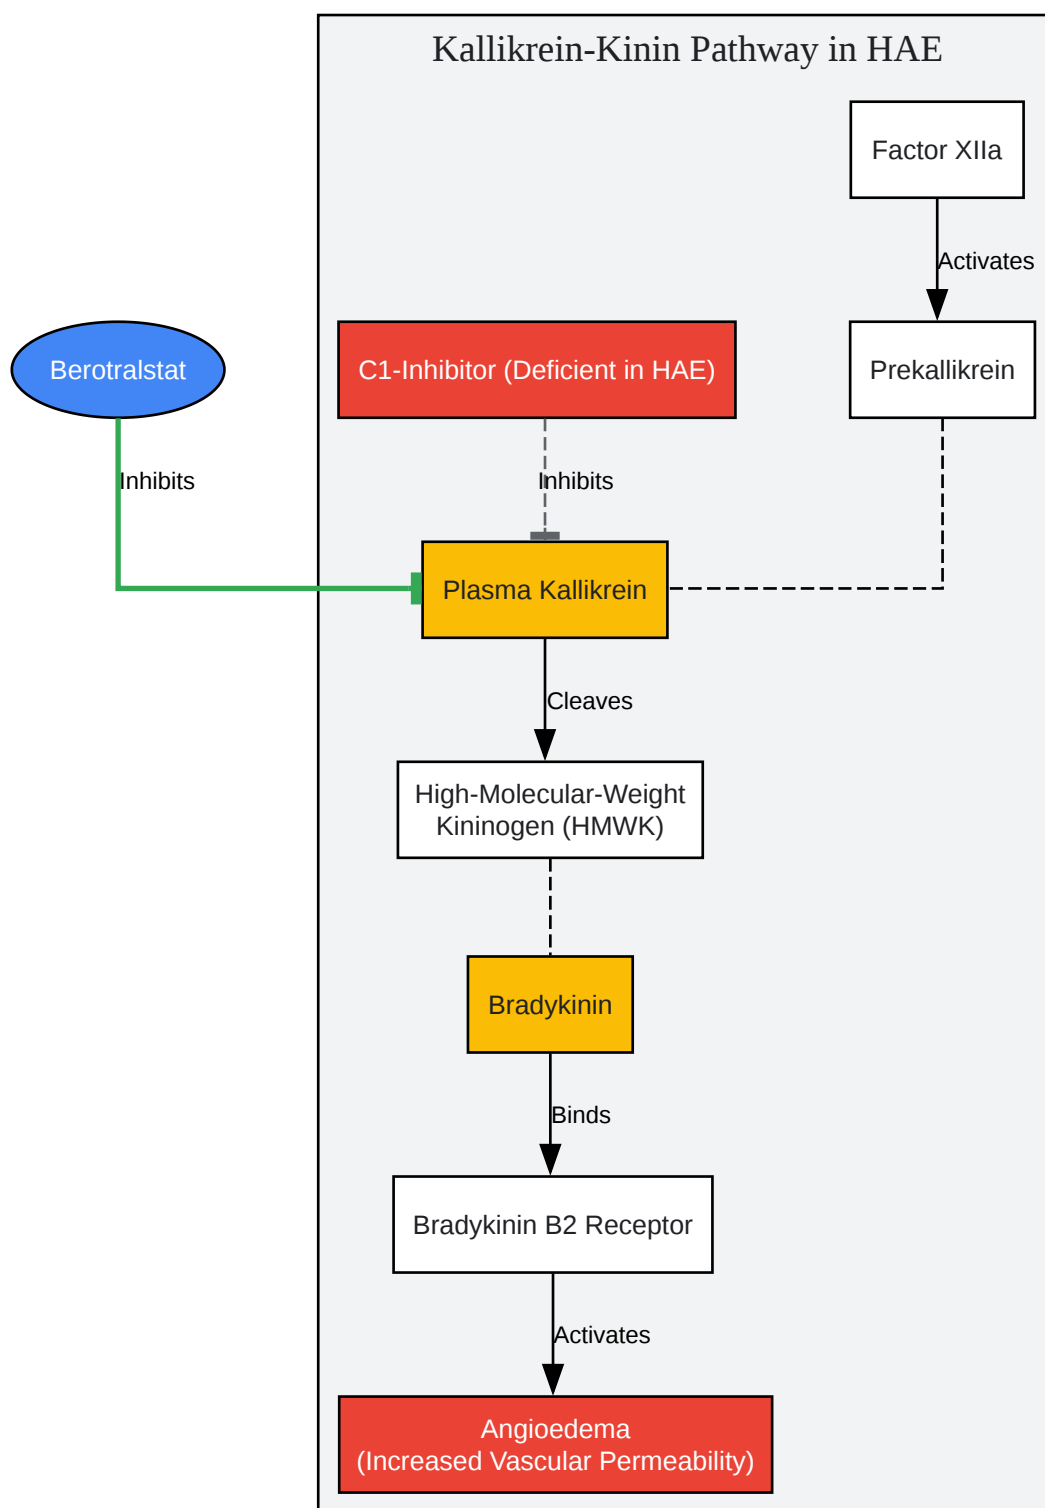 Kallikrein-Kinin Pathway in HAE
Factor XIIa
Activates
Berotralstat
C1-Inhibitor (Deficient in HAE)
Prekallikrein
Inhibits
Inhibits
Plasma Kallikrein
Cleaves
High-Molecular-Weight
Kininogen (HMWK)
Bradykinin
Binds
Bradykinin B2 Receptor
Activates
Angioedema
(Increased Vascular Permeability)